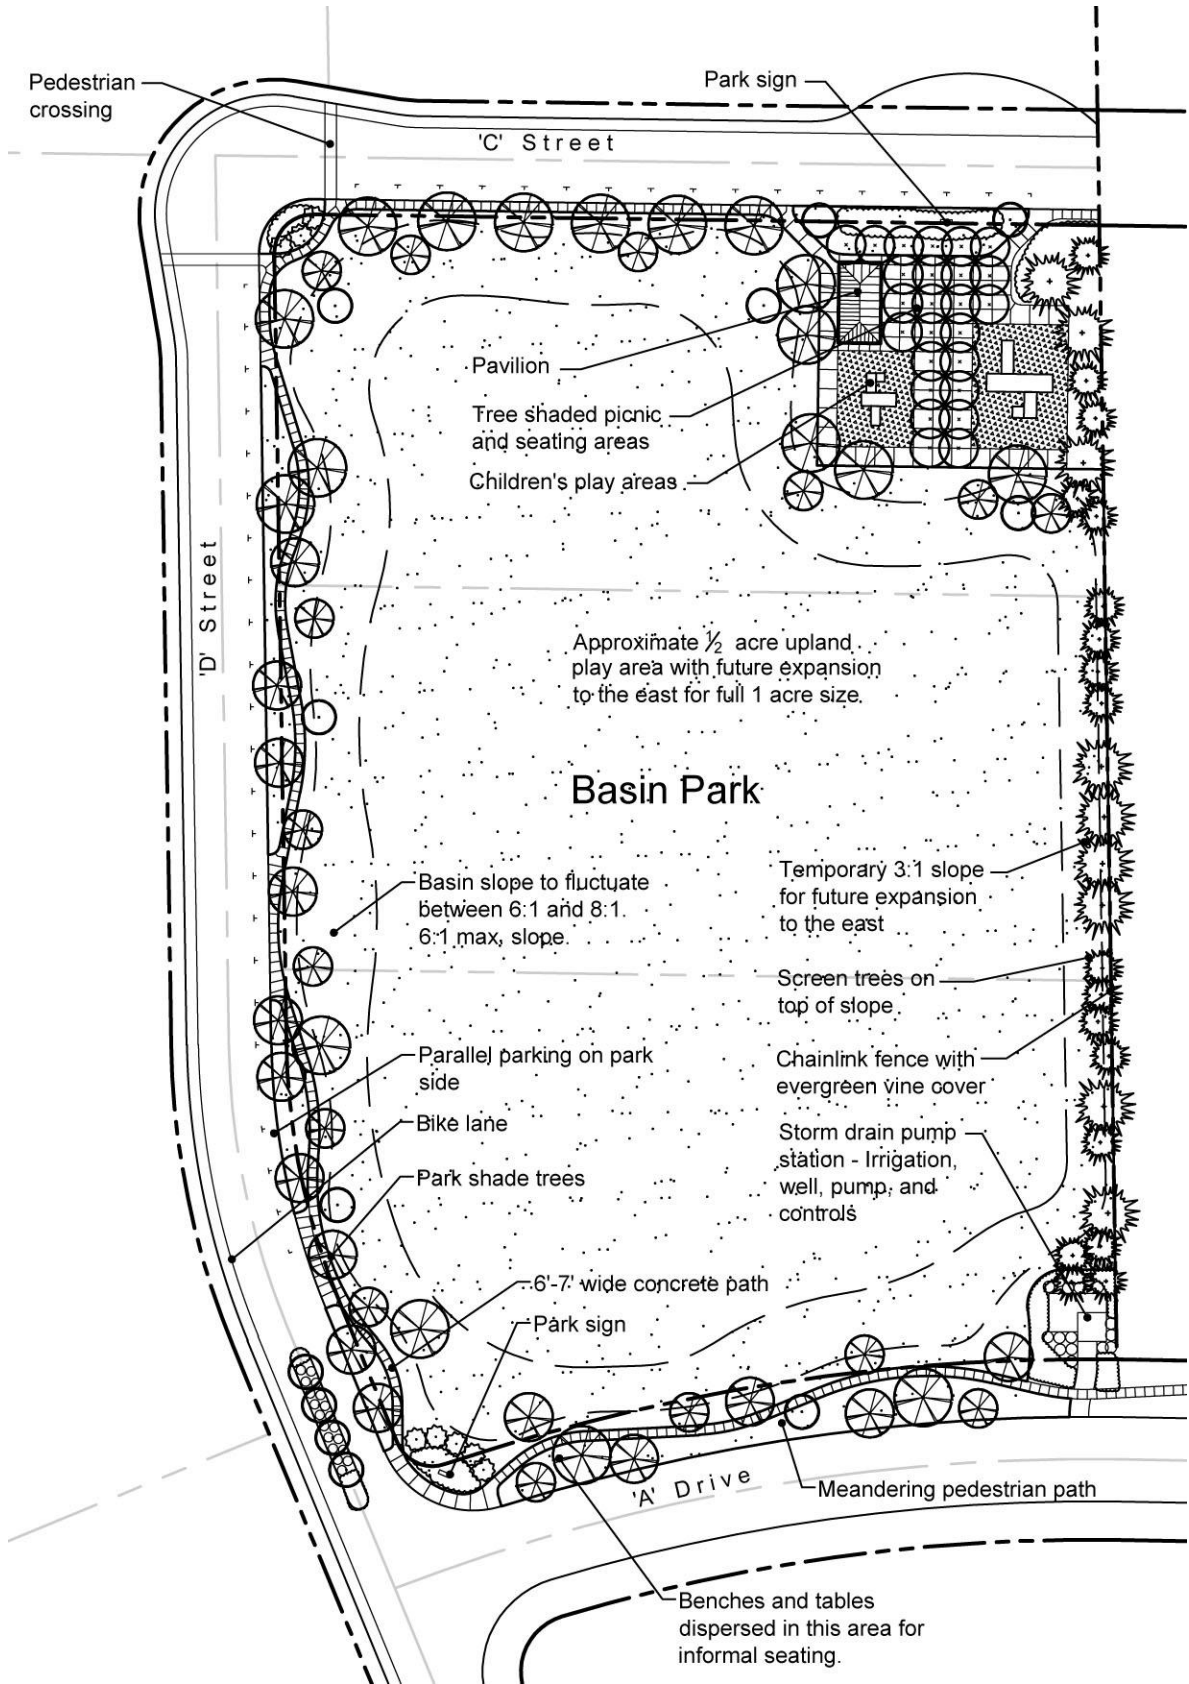 Pedestrian
crossing
Park sign
'C' Street
Pavilion
Tree shaded picnic
and seating areas
Children's play areas
'D' Street
Approximate ½ acre upland
play area with future expansion
to the east for full 1 acre size.
Basin Park
Basin slope to fluctuate
between 6:1 and 8:1.
6:1 max, slope.
Temporary 3:1 slope
for future expansion
to the east
Screen trees on
top of slope
Parallel parking on park
side
Chainlink fence with
evergreen vine cover
Bike lane
Storm drain pump
station - Irrigation,
well, pump, and
controls
Park shade trees
6'-7' wide concrete path
Park sign
'A' Drive
Meandering pedestrian path
Benches and tables
dispersed in this area for
informal seating.